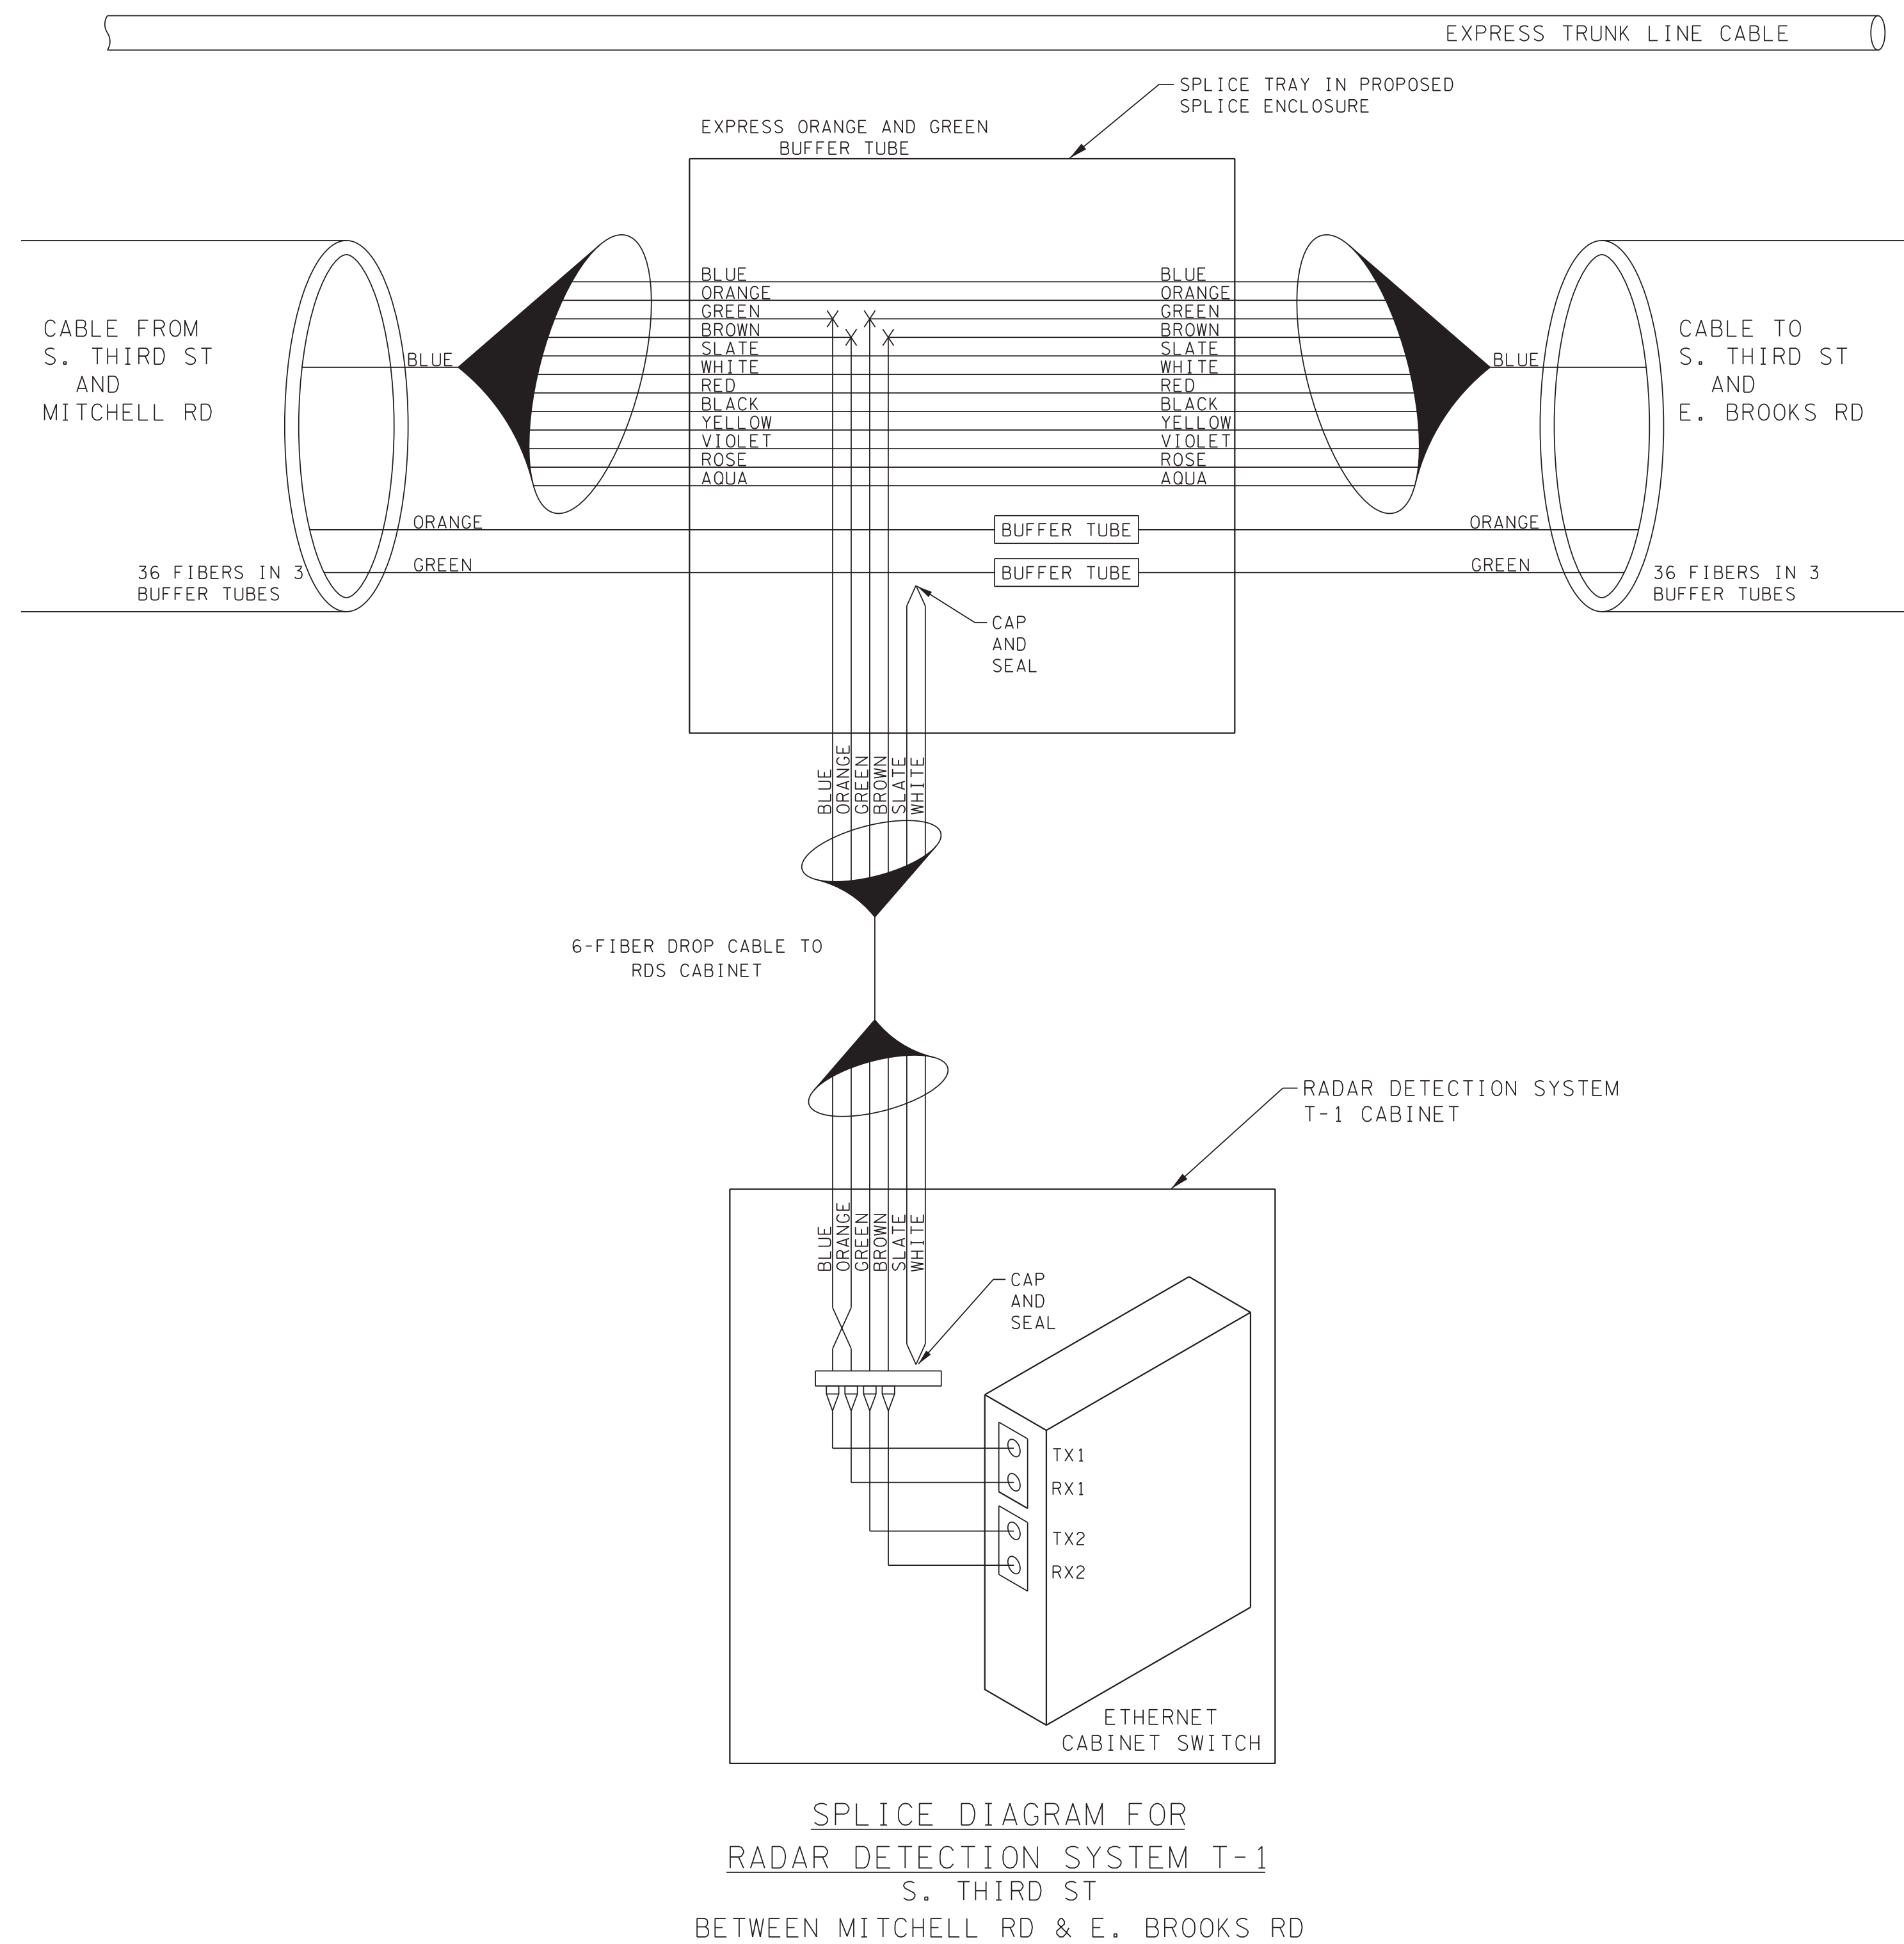 EXPRESS TRUNK LINE CABLE
SPLICE TRAY IN PROPOSED
SPLICE ENCLOSURE
EXPRESS ORANGE AND GREEN
BUFFER TUBE
CABLE FROM
S. THIRD ST
AND
MITCHELL RD
BLUE
36 FIBERS IN 3
BUFFER TUBES
ORANGE
GREEN
BLUE
ORANGE
GREEN
BROWN
SLATE
WHITE
RED
BLACK
YELLOW
VIOLET
ROSE
AQUA
BLUE
ORANGE
GREEN
BROWN
SLATE
WHITE
RED
BLACK
YELLOW
VIOLET
ROSE
AQUA
BUFFER TUBE
BUFFER TUBE
BLUE
ORANGE
GREEN
CABLE TO
S. THIRD ST
AND
E. BROOKS RD
36 FIBERS IN 3
BUFFER TUBES
CAP
AND
SEAL
BLUE
ORANGE
GREEN
BROWN
SLATE
WHITE
6-FIBER DROP CABLE TO
RDS CABINET
RADAR DETECTION SYSTEM
T-1 CABINET
BLUE
ORANGE
GREEN
BROWN
SLATE
WHITE
CAP
AND
SEAL
TX1
RX1
TX2
RX2
ETHERNET
CABINET SWITCH
SPLICE DIAGRAM FOR
RADAR DETECTION SYSTEM T-1
S. THIRD ST
BETWEEN MITCHELL RD & E. BROOKS RD